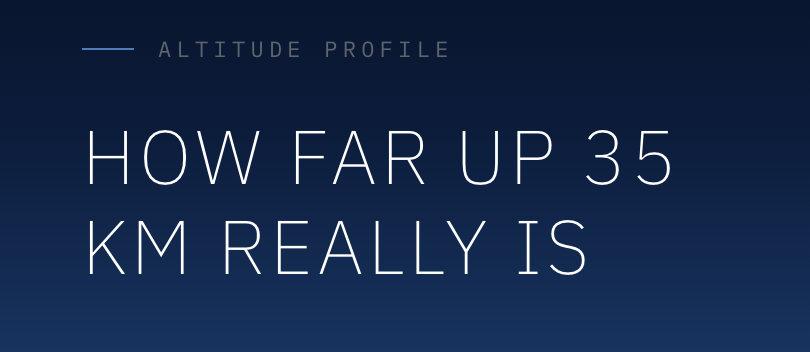 ALTITUDE PROFILE
HOW FAR UP 35
KM REALLY IS